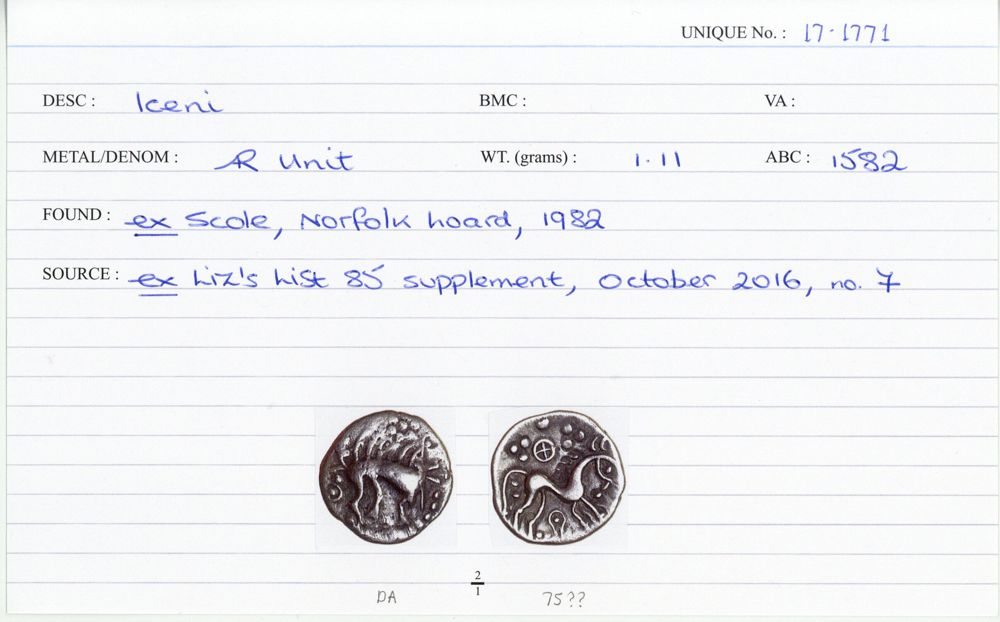 UNIQUE No. : 17-1771
DESC : Iceni BMC : VA :
METAL/DENOM : AR Unit WT. (grams) : 1.11 ABC : 1582
FOUND : ex Scole, Norfolk hoard, 1982
SOURCE : ex Liz's List 85 supplement, October 2016, no. 7
2
1
DA 75??